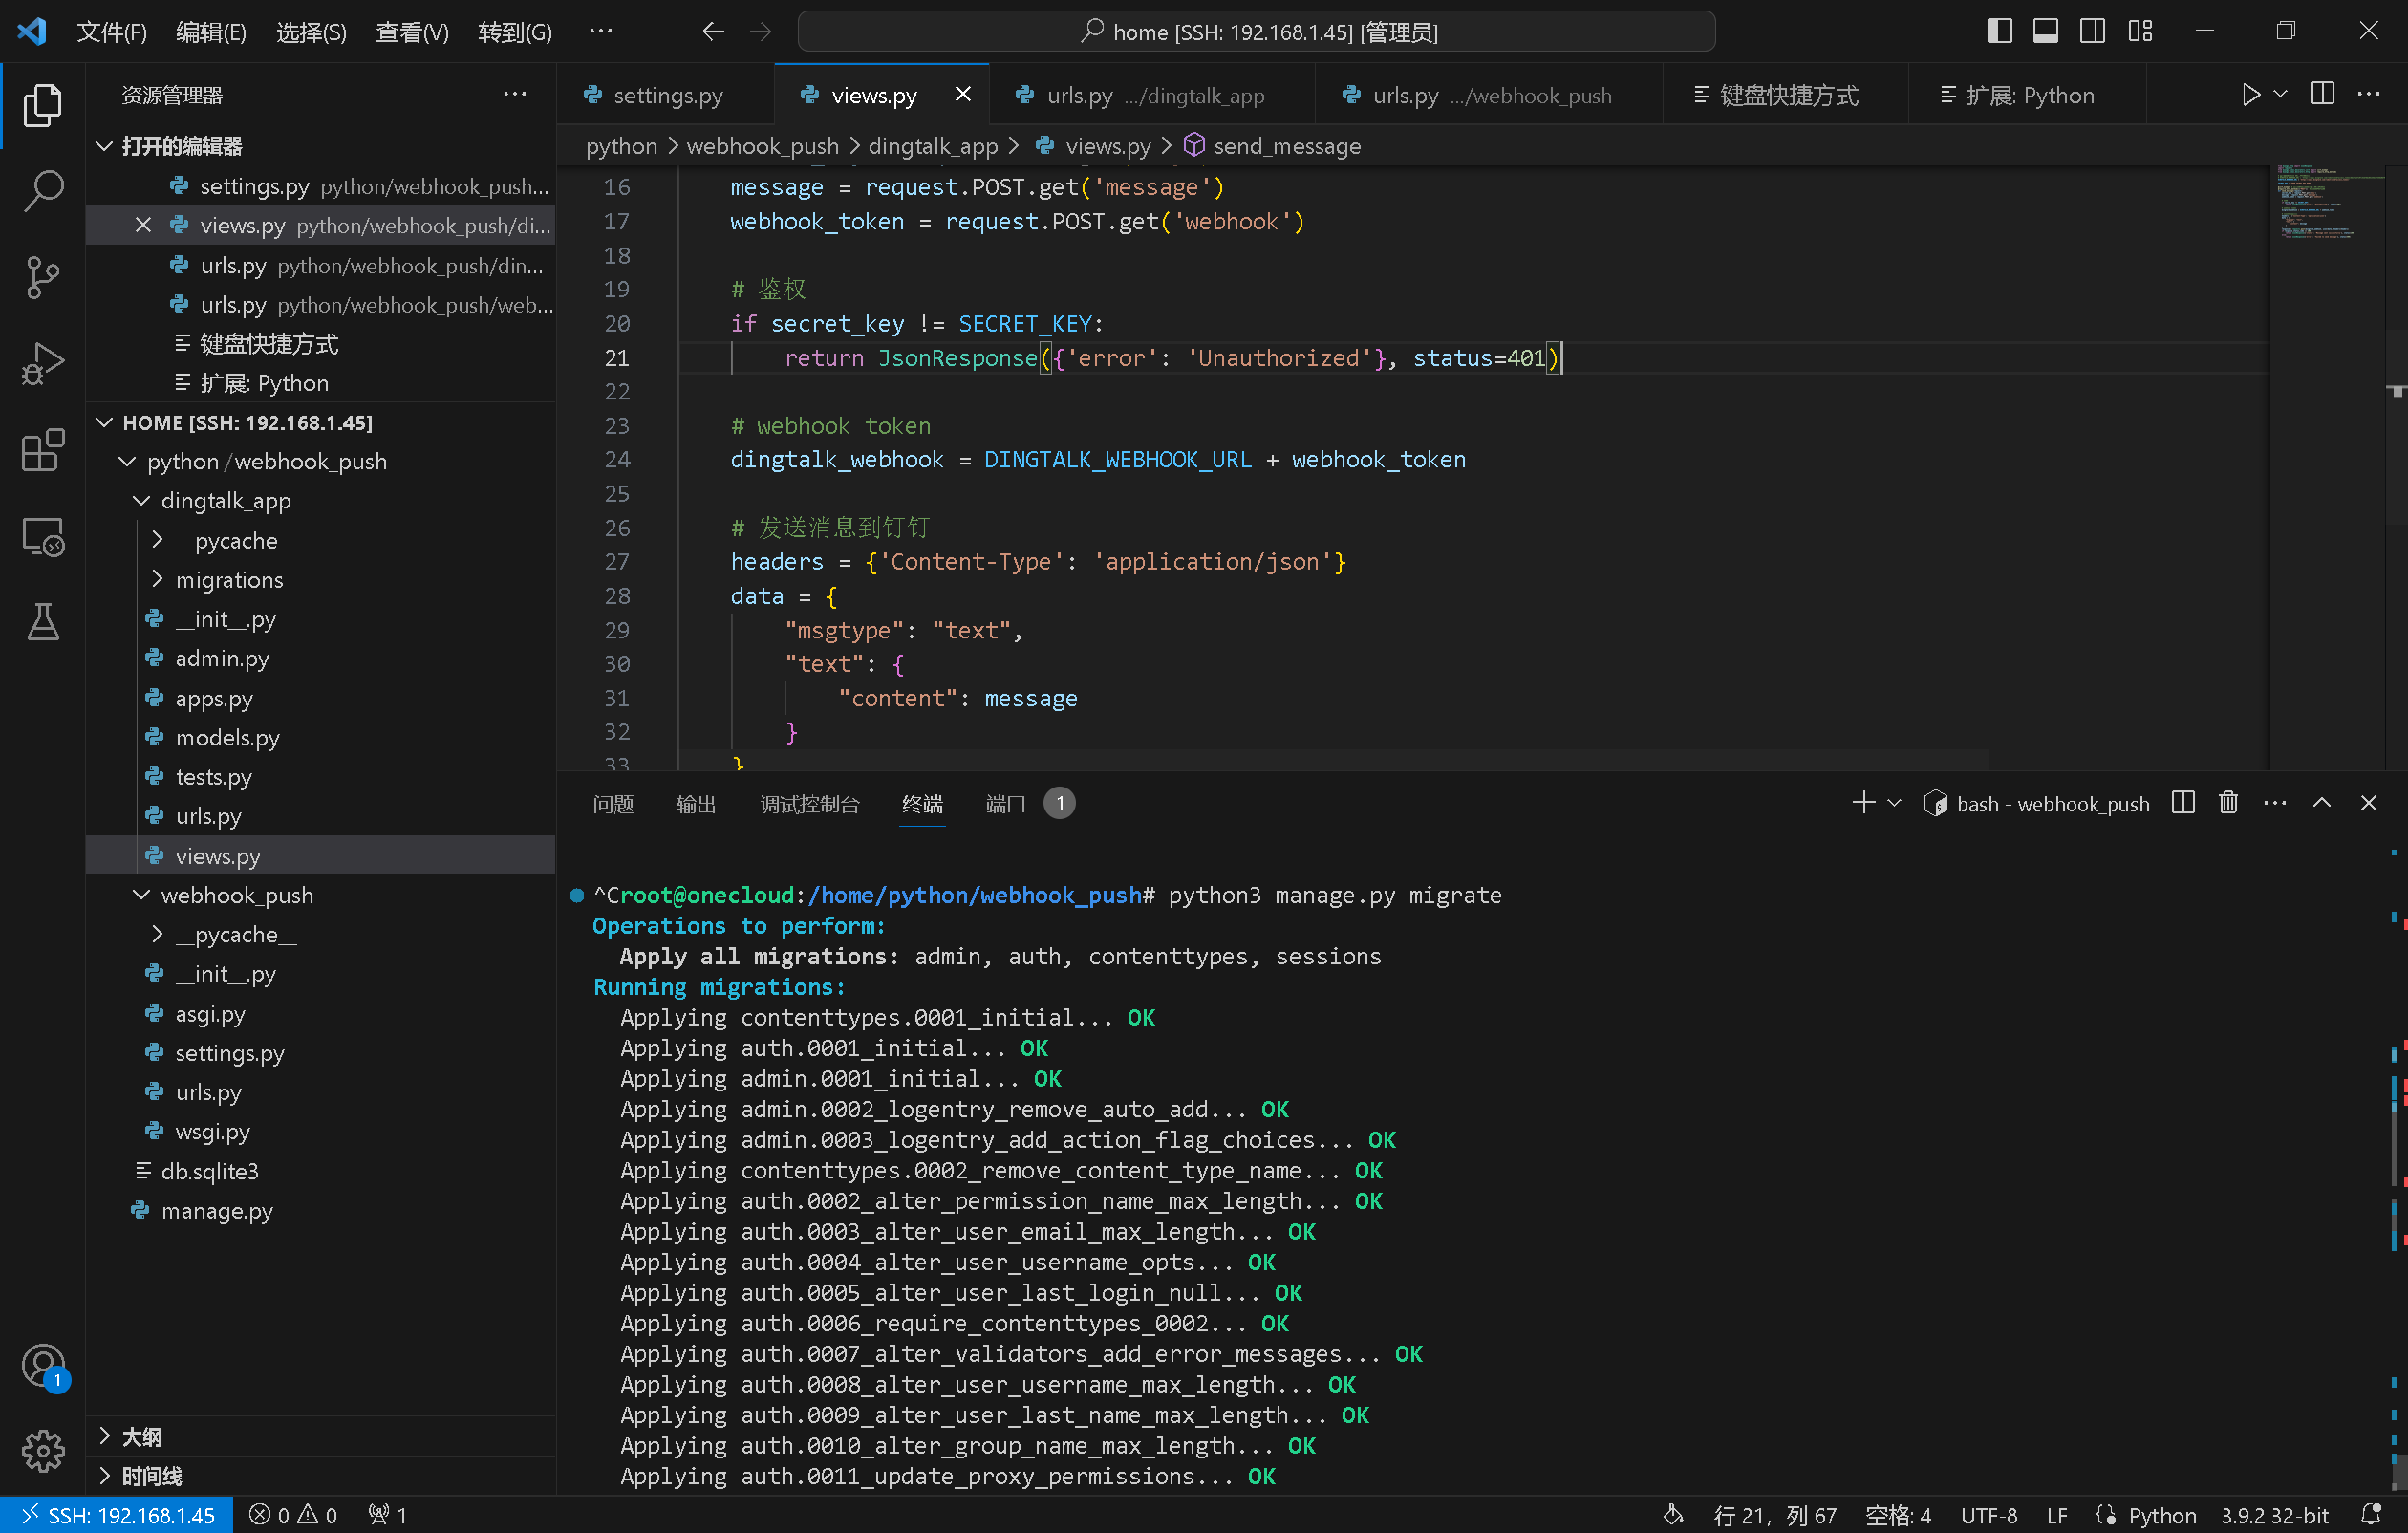 文件(F) 编辑(E) 选择(S) 查看(V) 转到(G) ··· home [SSH: 192.168.1.45] [管理员]
资源管理器 ···
打开的编辑器
settings.py python/webhook_push...
views.py python/webhook_push/di...
urls.py python/webhook_push/din...
urls.py python/webhook_push/web...
键盘快捷方式
扩展: Python
HOME [SSH: 192.168.1.45]
python / webhook_push
dingtalk_app
__pycache__
migrations
__init__.py
admin.py
apps.py
models.py
tests.py
urls.py
views.py
webhook_push
__pycache__
__init__.py
asgi.py
settings.py
urls.py
wsgi.py
db.sqlite3
manage.py
大纲
时间线
1
settings.py views.py urls.py .../dingtalk_app urls.py .../webhook_push 键盘快捷方式 扩展: Python
python > webhook_push > dingtalk_app > views.py > send_message
16 message = request.POST.get('message')
17 webhook_token = request.POST.get('webhook')
18
19 # 鉴权
20 if secret_key != SECRET_KEY:
21 return JsonResponse({'error': 'Unauthorized'}, status=401)
22
23 # webhook token
24 dingtalk_webhook = DINGTALK_WEBHOOK_URL + webhook_token
25
26 # 发送消息到钉钉
27 headers = {'Content-Type': 'application/json'}
28 data = {
29 "msgtype": "text",
30 "text": {
31 "content": message
32 }
33 }
问题 输出 调试控制台 终端 端口 1 bash - webhook_push
^Croot@onecloud:/home/python/webhook_push# python3 manage.py migrate
Operations to perform:
Apply all migrations: admin, auth, contenttypes, sessions
Running migrations:
Applying contenttypes.0001_initial... OK
Applying auth.0001_initial... OK
Applying admin.0001_initial... OK
Applying admin.0002_logentry_remove_auto_add... OK
Applying admin.0003_logentry_add_action_flag_choices... OK
Applying contenttypes.0002_remove_content_type_name... OK
Applying auth.0002_alter_permission_name_max_length... OK
Applying auth.0003_alter_user_email_max_length... OK
Applying auth.0004_alter_user_username_opts... OK
Applying auth.0005_alter_user_last_login_null... OK
Applying auth.0006_require_contenttypes_0002... OK
Applying auth.0007_alter_validators_add_error_messages... OK
Applying auth.0008_alter_user_username_max_length... OK
Applying auth.0009_alter_user_last_name_max_length... OK
Applying auth.0010_alter_group_name_max_length... OK
Applying auth.0011_update_proxy_permissions... OK
SSH: 192.168.1.45 0 0 1 行 21，列 67 空格: 4 UTF-8 LF Python 3.9.2 32-bit